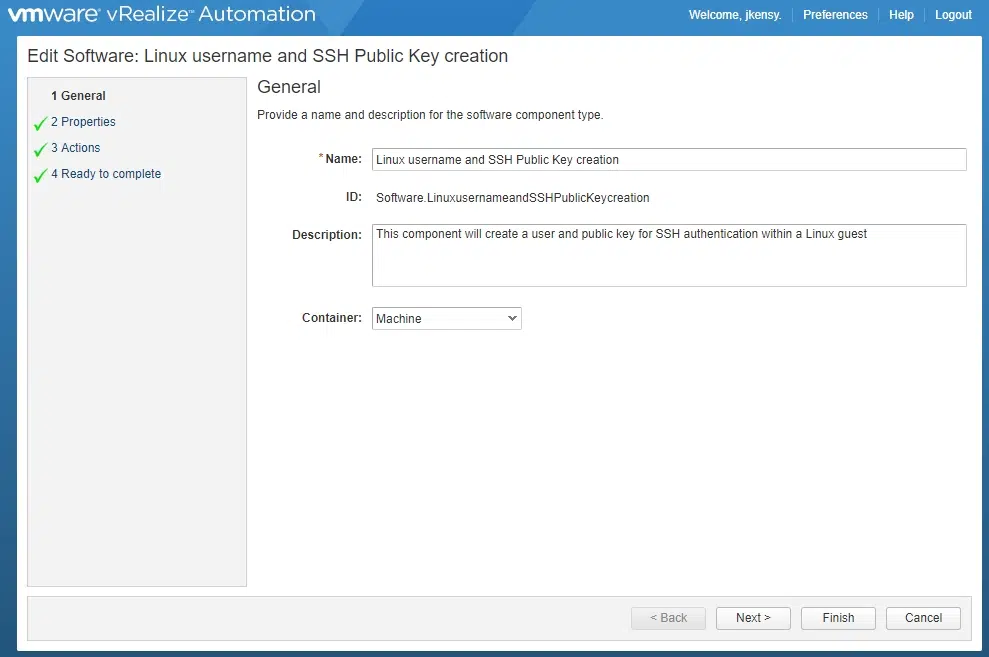 vmware® vRealize™ Automation
Welcome, jkensy. Preferences Help Logout
Edit Software: Linux username and SSH Public Key creation
1 General
2 Properties
3 Actions
4 Ready to complete
General
Provide a name and description for the software component type.
*Name: Linux username and SSH Public Key creation
ID: Software.LinuxusernameandSSHPublicKeycreation
Description: This component will create a user and public key for SSH authentication within a Linux guest
Container: Machine
< Back Next > Finish Cancel